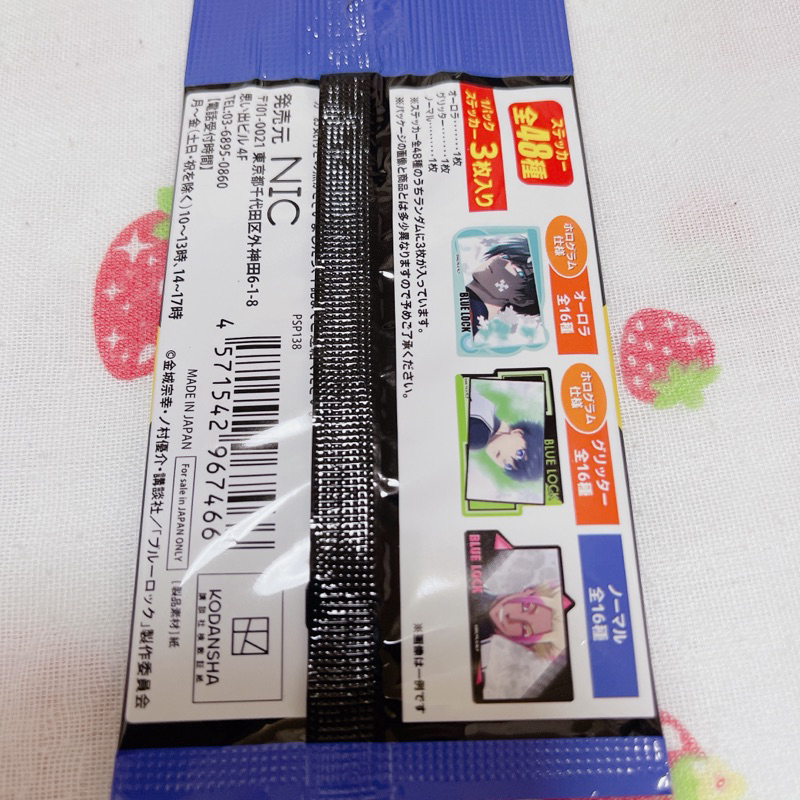 ステッカー
全48種
1パック
ステッカー3枚入り
オーロラ……1枚
グリッター……1枚
ノーマル……1枚
※ステッカー全48種のうちランダムに3枚が入っています。
※パッケージの画像と商品とは多少異なりますので予めご了承ください。
ホログラム
仕様
オーロラ
全16種
BLUE LOCK
ホログラム
仕様
グリッター
全16種
BLUE LOCK
ノーマル
全16種
BLUE LOCK
※画像は一例です
発売元 NIC
〒101-0021 東京都千代田区外神田6-1-8
思い出ビル 4F
TEL:03-6895-0860
[電話受付時間]
月～金(土日・祝を除く)10～13時、14～17時
PSP138
4 571542 967466
MADE IN JAPAN
For sale in JAPAN ONLY
[製品素材]紙
©金城宗幸・ノ村優介・講談社／「ブルーロック」製作委員会
KODANSHA
講談社検数証紙